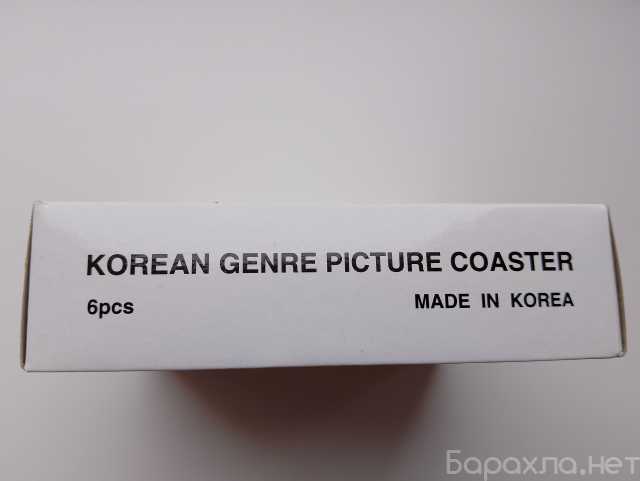 KOREAN GENRE PICTURE COASTER
6pcs MADE IN KOREA
Барахла.нет